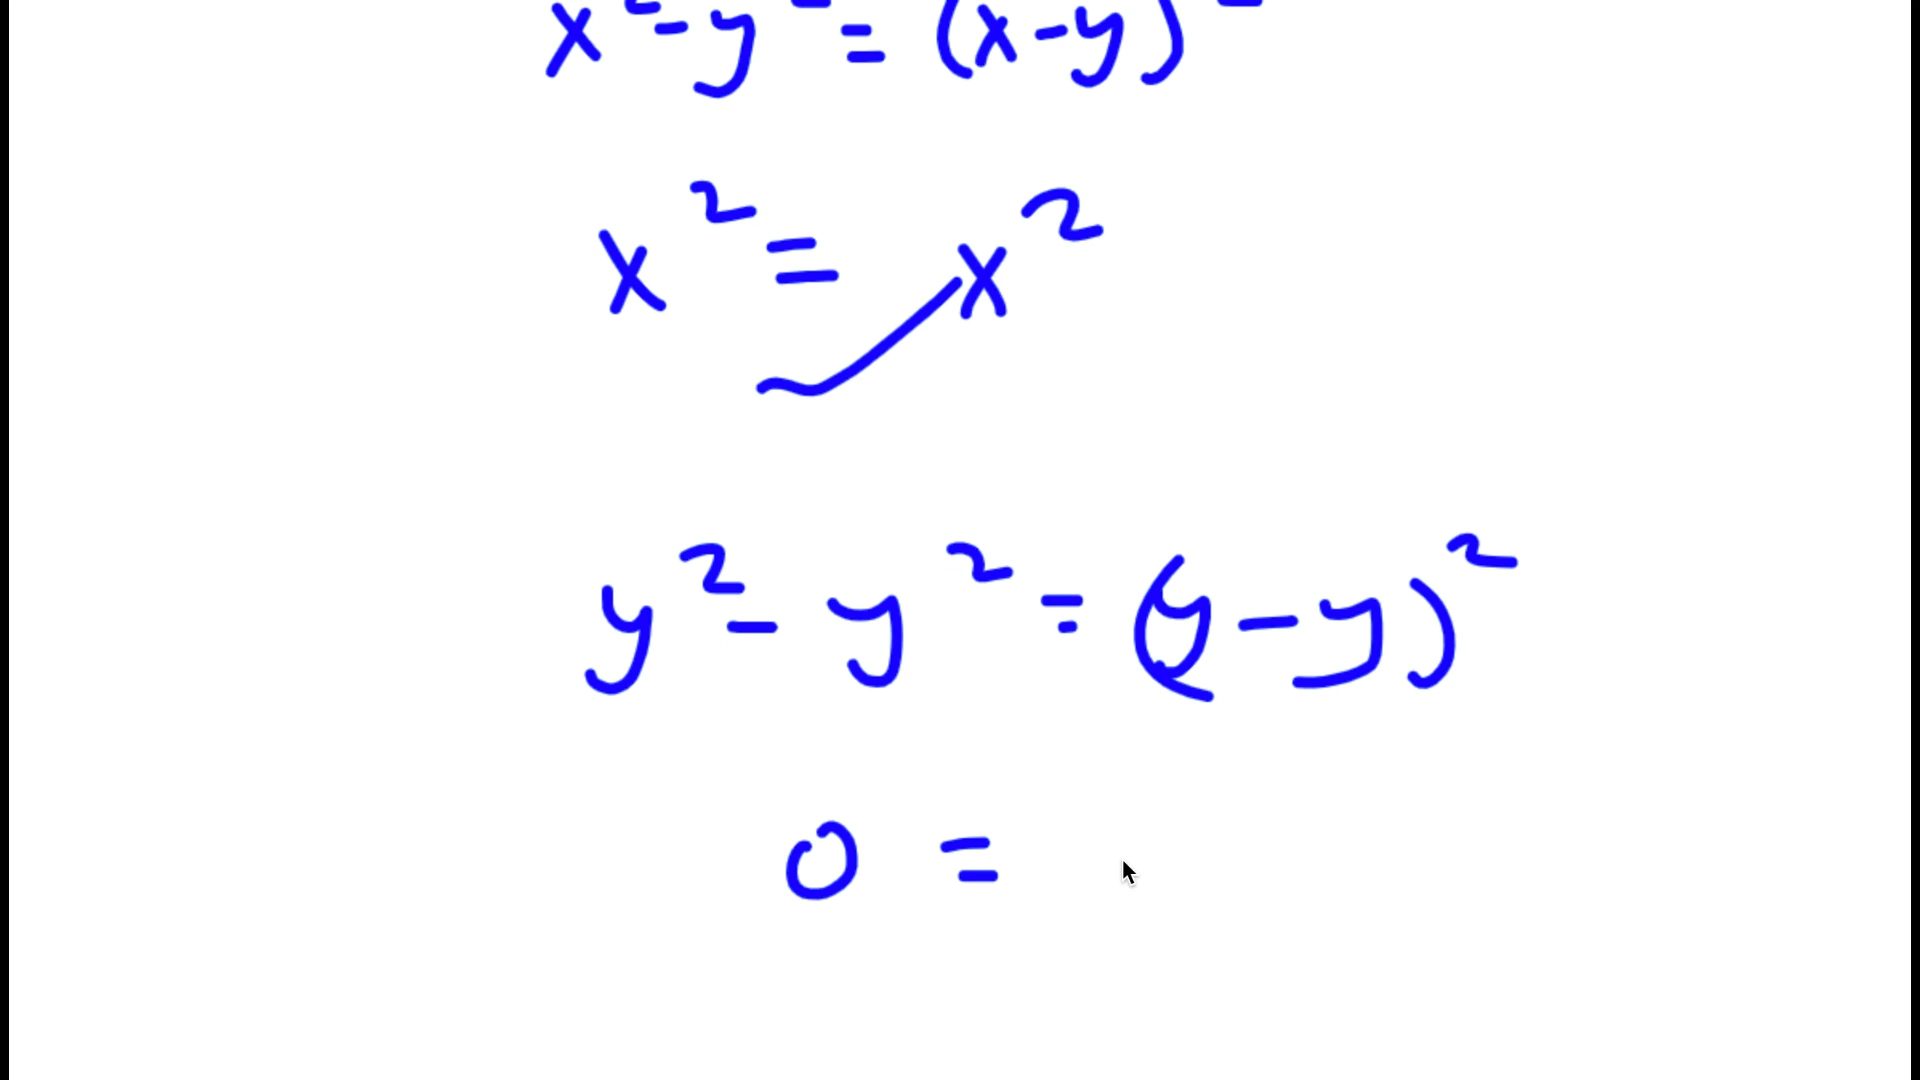 x² - y² = (x-y)²
x² = x²
y² - y² = (y-y)²
0 =